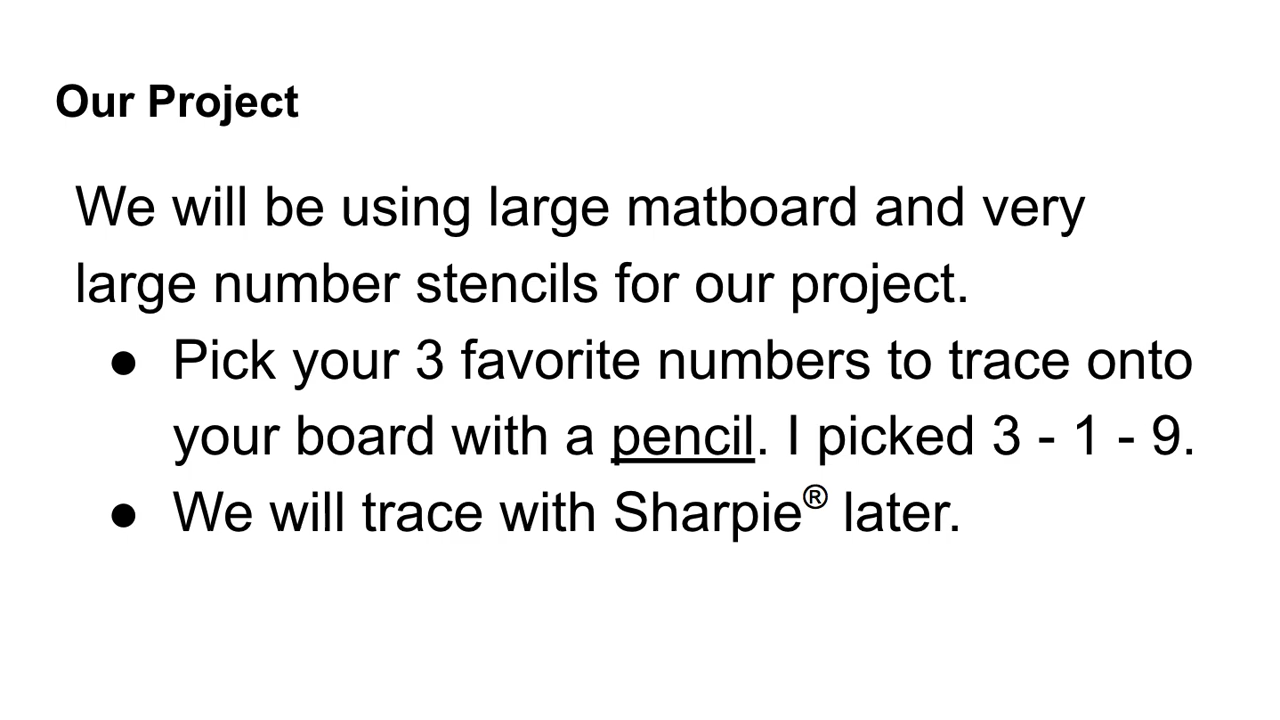 Our Project
We will be using large matboard and very
large number stencils for our project.
● Pick your 3 favorite numbers to trace onto
your board with a pencil. I picked 3 - 1 - 9.
● We will trace with Sharpie® later.